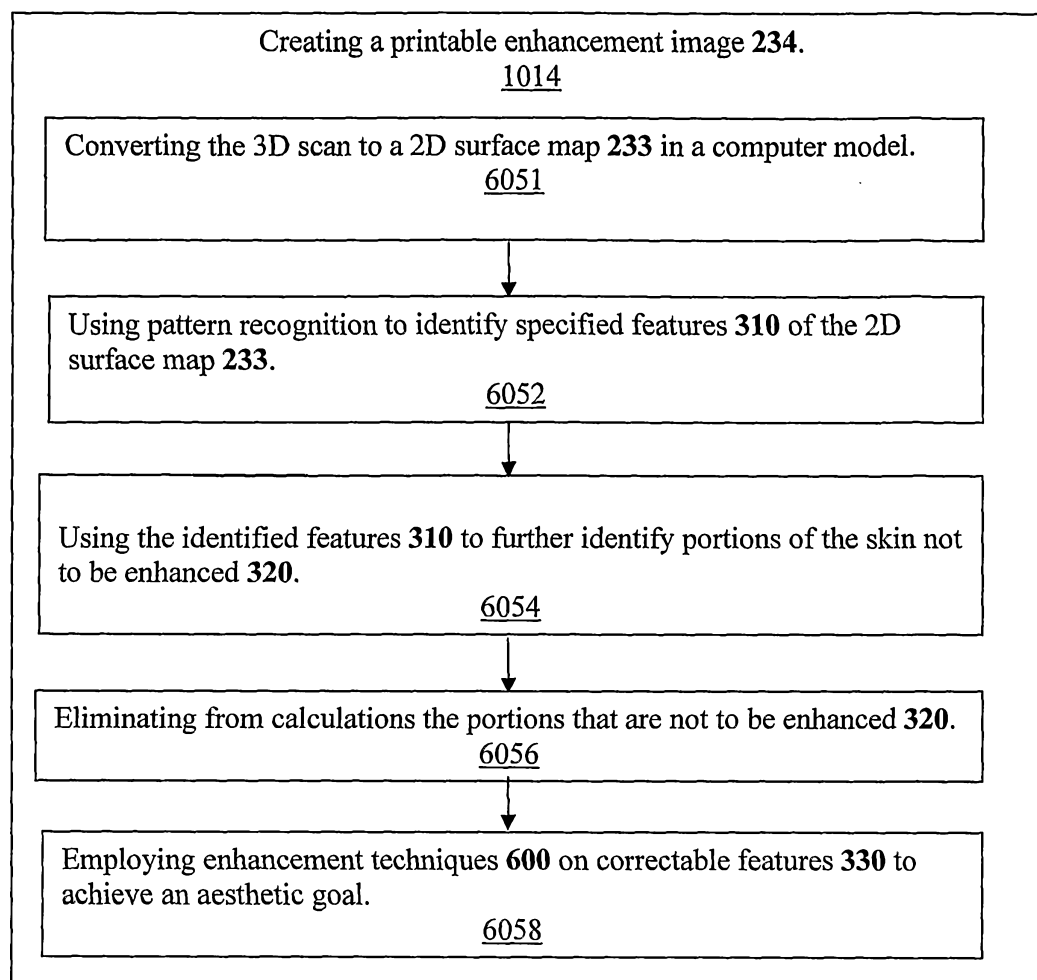 Creating a printable enhancement image 234.
1014
Converting the 3D scan to a 2D surface map 233 in a computer model.
6051
Using pattern recognition to identify specified features 310 of the 2D
surface map 233.
6052
Using the identified features 310 to further identify portions of the skin not
to be enhanced 320.
6054
Eliminating from calculations the portions that are not to be enhanced 320.
6056
Employing enhancement techniques 600 on correctable features 330 to
achieve an aesthetic goal.
6058